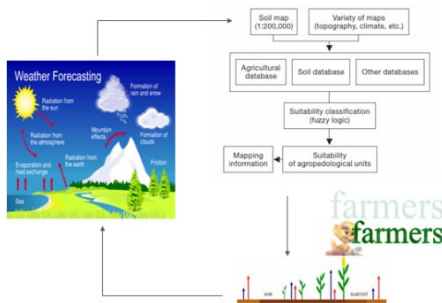 Weather Forecasting
Radiation from
the sun
Formation of
rain and snow
Radiation from
the atmosphere
Mountain
effects
Formation of
clouds
Evaporation and
heat exchange
Radiation from
the earth
Friction
Sea
Soil map
(1:200,000)
Variety of maps
(topography, climate, etc.)
Agricultural
database
Soil database
Other databases
Suitability classification
(fuzzy logic)
Mapping
information
Suitability
of agropedological units
farmers
farmers
sow
harvest